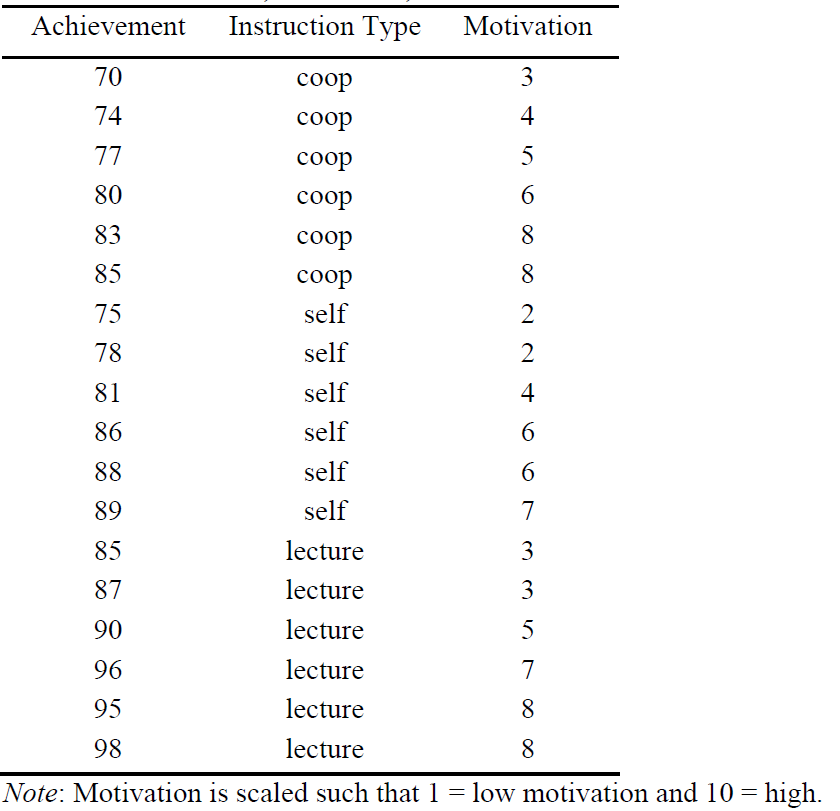 Achievement Instruction Type Motivation
70 coop 3
74 coop 4
77 coop 5
80 coop 6
83 coop 8
85 coop 8
75 self 2
78 self 2
81 self 4
86 self 6
88 self 6
89 self 7
85 lecture 3
87 lecture 3
90 lecture 5
96 lecture 7
95 lecture 8
98 lecture 8
Note: Motivation is scaled such that 1 = low motivation and 10 = high.